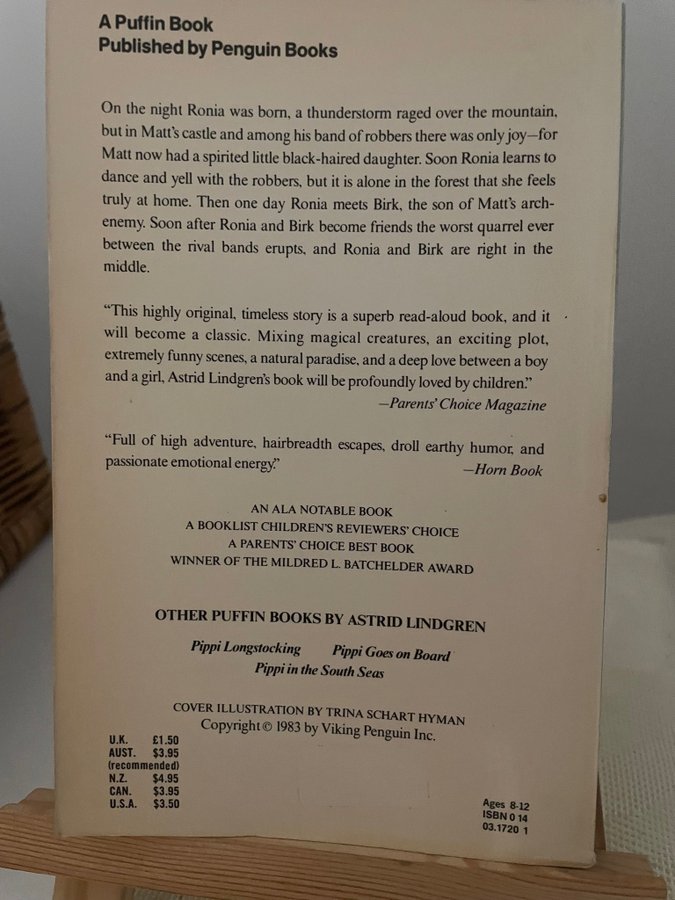 A Puffin Book
Published by Penguin Books
On the night Ronia was born, a thunderstorm raged over the mountain,
but in Matt's castle and among his band of robbers there was only joy—for
Matt now had a spirited little black-haired daughter. Soon Ronia learns to
dance and yell with the robbers, but it is alone in the forest that she feels
truly at home. Then one day Ronia meets Birk, the son of Matt's arch-
enemy. Soon after Ronia and Birk become friends the worst quarrel ever
between the rival bands erupts, and Ronia and Birk are right in the
middle.
“This highly original, timeless story is a superb read-aloud book, and it
will become a classic. Mixing magical creatures, an exciting plot,
extremely funny scenes, a natural paradise, and a deep love between a boy
and a girl, Astrid Lindgren's book will be profoundly loved by children.”
—Parents' Choice Magazine
“Full of high adventure, hairbreadth escapes, droll earthy humor, and
passionate emotional energy.” —Horn Book
AN ALA NOTABLE BOOK
A BOOKLIST CHILDREN'S REVIEWERS' CHOICE
A PARENTS' CHOICE BEST BOOK
WINNER OF THE MILDRED L. BATCHELDER AWARD
OTHER PUFFIN BOOKS BY ASTRID LINDGREN
Pippi Longstocking Pippi Goes on Board
Pippi in the South Seas
COVER ILLUSTRATION BY TRINA SCHART HYMAN
Copyright © 1983 by Viking Penguin Inc.
U.K. £1.50
AUST. $3.95
(recommended)
N.Z. $4.95
CAN. $3.95
U.S.A. $3.50
Ages 8-12
ISBN 0 14
03.1720 1